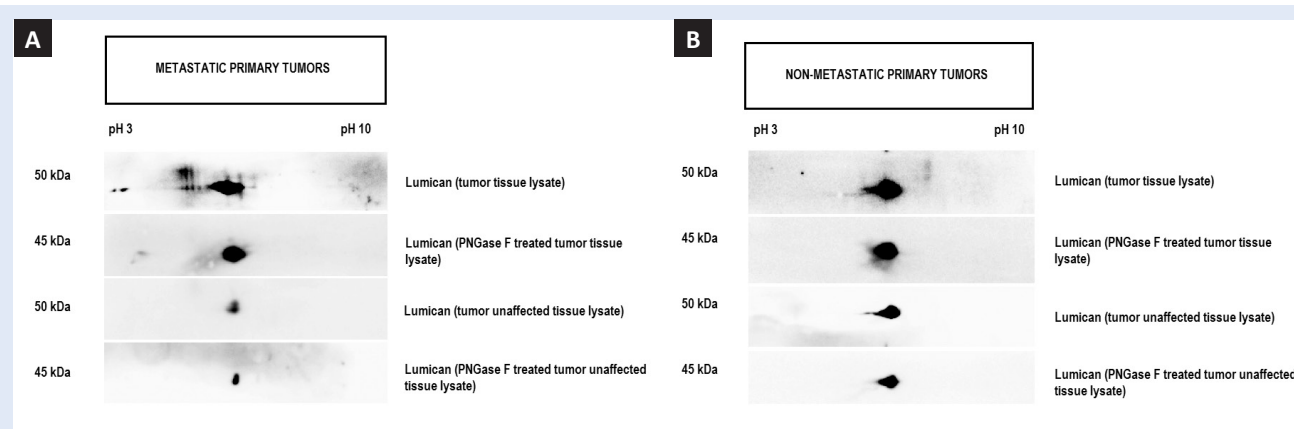 A
METASTATIC PRIMARY TUMORS
pH 3
pH 10
50 kDa
Lumican (tumor tissue lysate)
45 kDa
Lumican (PNGase F treated tumor tissue
lysate)
50 kDa
Lumican (tumor unaffected tissue lysate)
45 kDa
Lumican (PNGase F treated tumor unaffected
tissue lysate)
B
NON-METASTATIC PRIMARY TUMORS
pH 3
pH 10
50 kDa
Lumican (tumor tissue lysate)
45 kDa
Lumican (PNGase F treated tumor tissue
lysate)
50 kDa
Lumican (tumor unaffected tissue lysate)
45 kDa
Lumican (PNGase F treated tumor unaffected
tissue lysate)